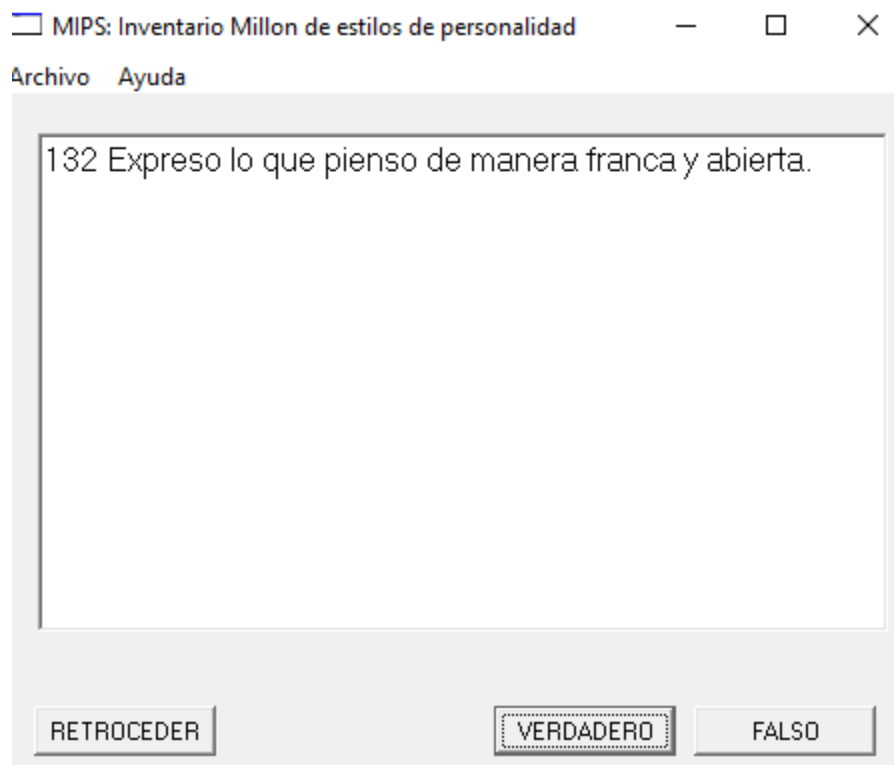 MIPS: Inventario Millon de estilos de personalidad
Archivo Ayuda
132 Expreso lo que pienso de manera franca y abierta.
RETROCEDER VERDADERO FALSO